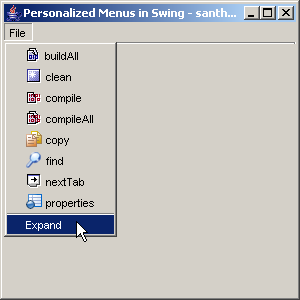 Personalized Menus in Swing - santh...
File
buildAll
clean
compile
compileAll
copy
find
nextTab
properties
Expand